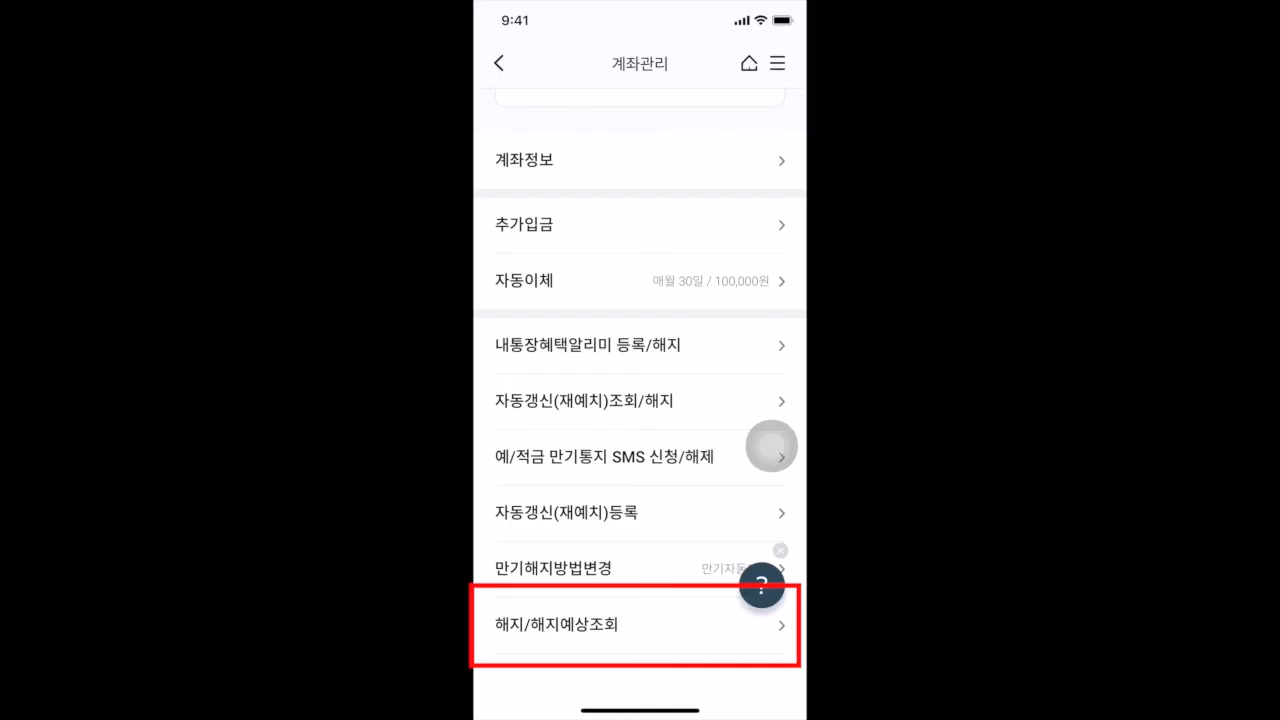 9:41
계좌관리
계좌정보
추가입금
자동이체 매월 30일 / 100,000원
내통장혜택알리미 등록/해지
자동갱신(재예치)조회/해지
예/적금 만기통지 SMS 신청/해제
자동갱신(재예치)등록
만기해지방법변경 만기자동
?
해지/해지예상조회